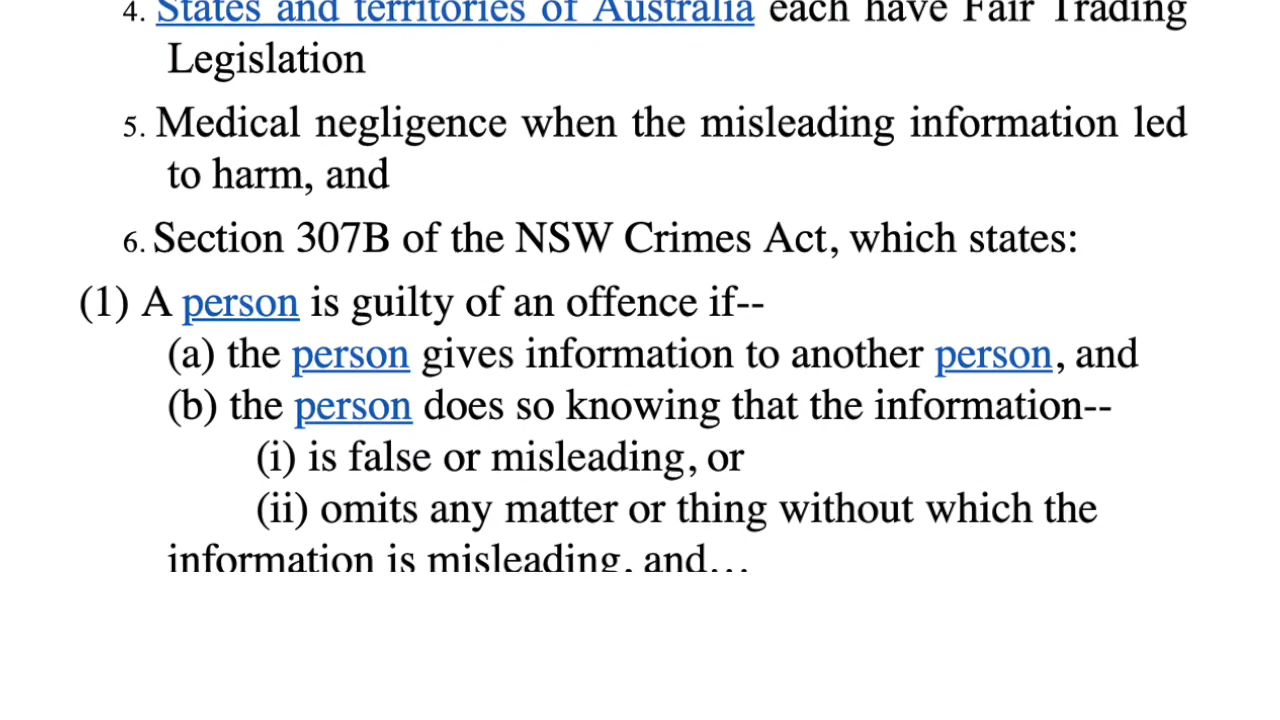 4. States and territories of Australia each have Fair Trading
Legislation
5. Medical negligence when the misleading information led
to harm, and
6. Section 307B of the NSW Crimes Act, which states:
(1) A person is guilty of an offence if--
(a) the person gives information to another person, and
(b) the person does so knowing that the information--
(i) is false or misleading, or
(ii) omits any matter or thing without which the
information is misleading, and…